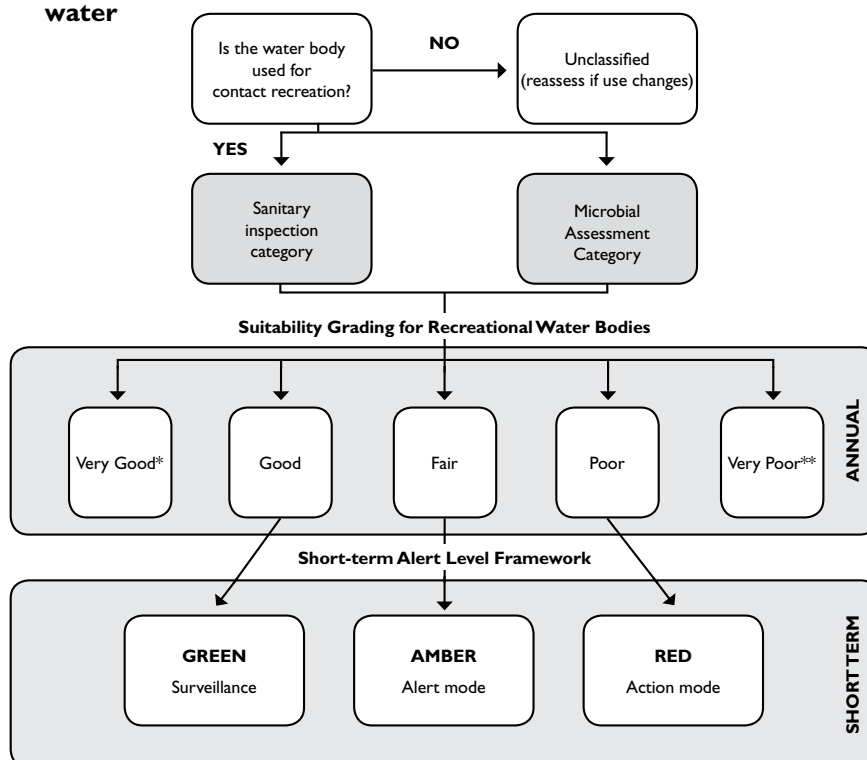 water
Is the water body
used for
contact recreation?
NO
Unclassified
(reassess if use changes)
YES
Sanitary
inspection
category
Microbial
Assessment
Category
Suitability Grading for Recreational Water Bodies
Very Good*
Good
Fair
Poor
Very Poor**
ANNUAL
Short-term Alert Level Framework
GREEN
Surveillance
AMBER
Alert mode
RED
Action mode
SHORT TERM